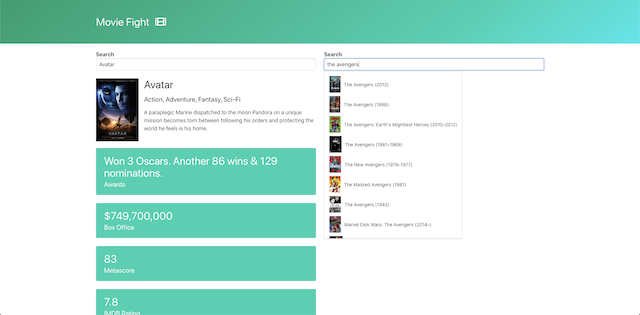 Movie Fight
Search
Avatar
AVATAR
Avatar
Action, Adventure, Fantasy, Sci-Fi
A paraplegic Marine dispatched to the moon Pandora on a unique
mission becomes torn between following his orders and protecting the
world he feels is his home.
Won 3 Oscars. Another 86 wins & 129
nominations.
Awards
$749,700,000
Box Office
83
Metascore
7.8
IMDB Rating
Search
the avengers
The Avengers (2012)
The Avengers (1998)
The Avengers: Earth's Mightiest Heroes (2010–2012)
The Avengers (1961–1969)
The New Avengers (1976–1977)
The Masked Avengers (1981)
The Avengers (1942)
Marvel Disk Wars: The Avengers (2014–)